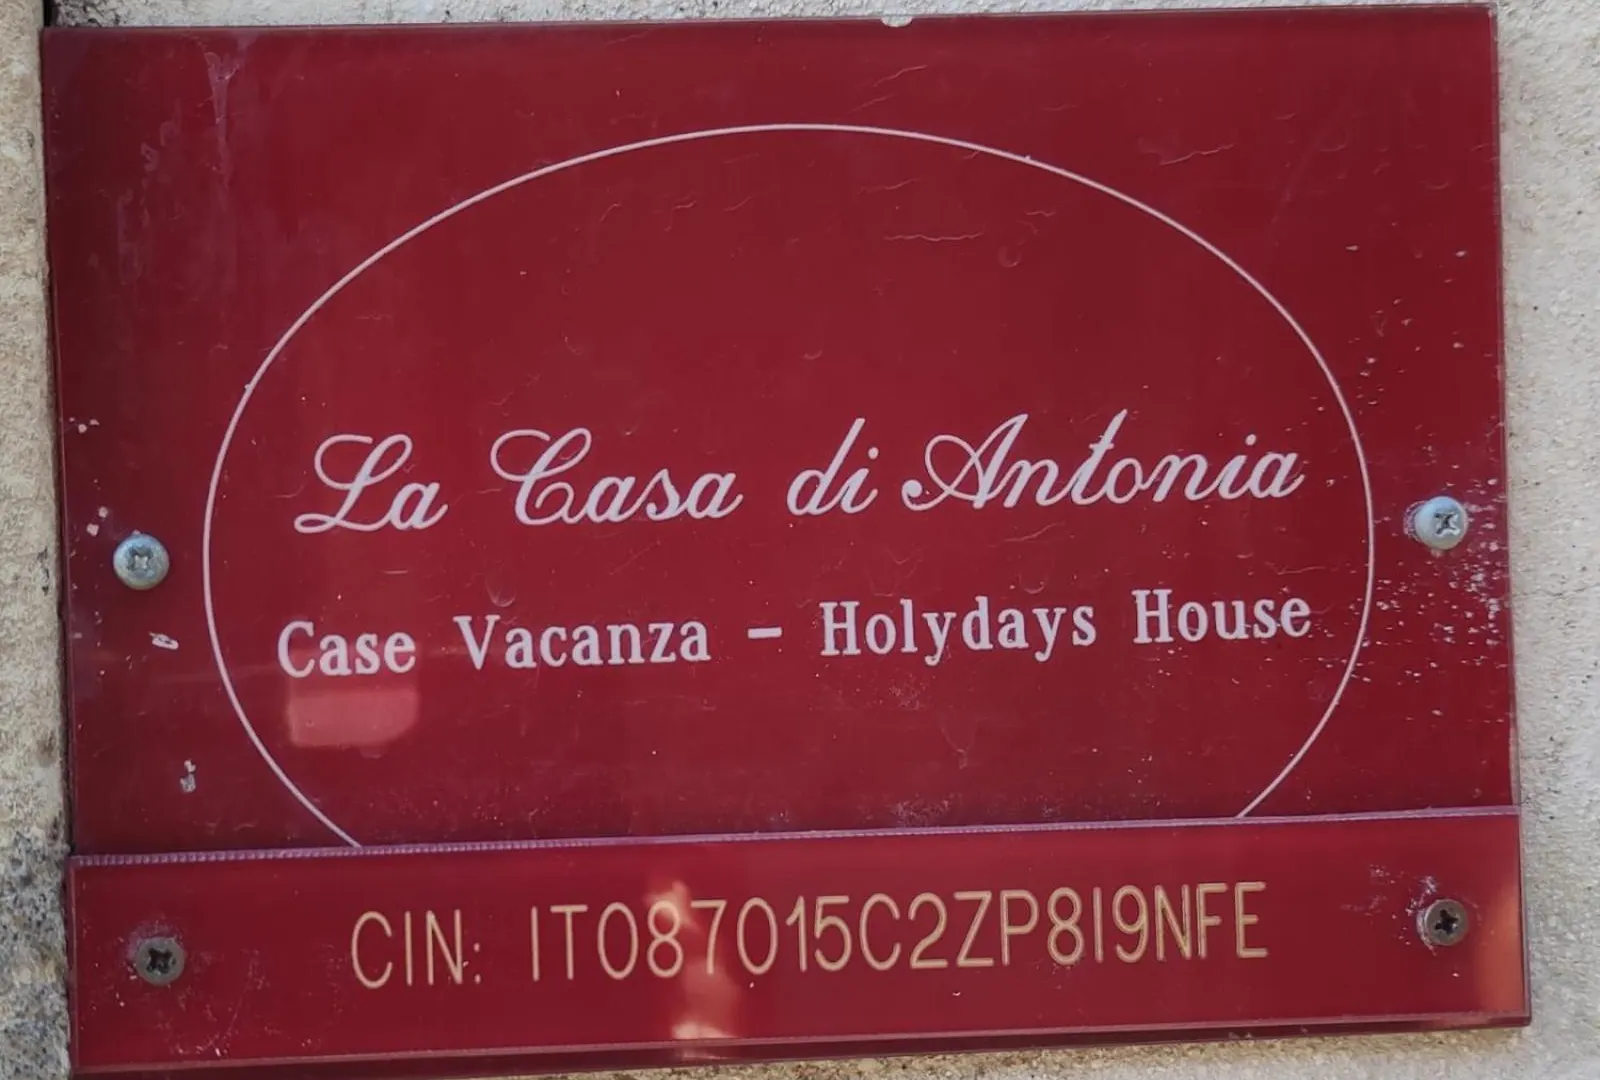 La Casa di Antonia
Case Vacanza - Holydays House
CIN: IT087015C2ZP8I9NFE